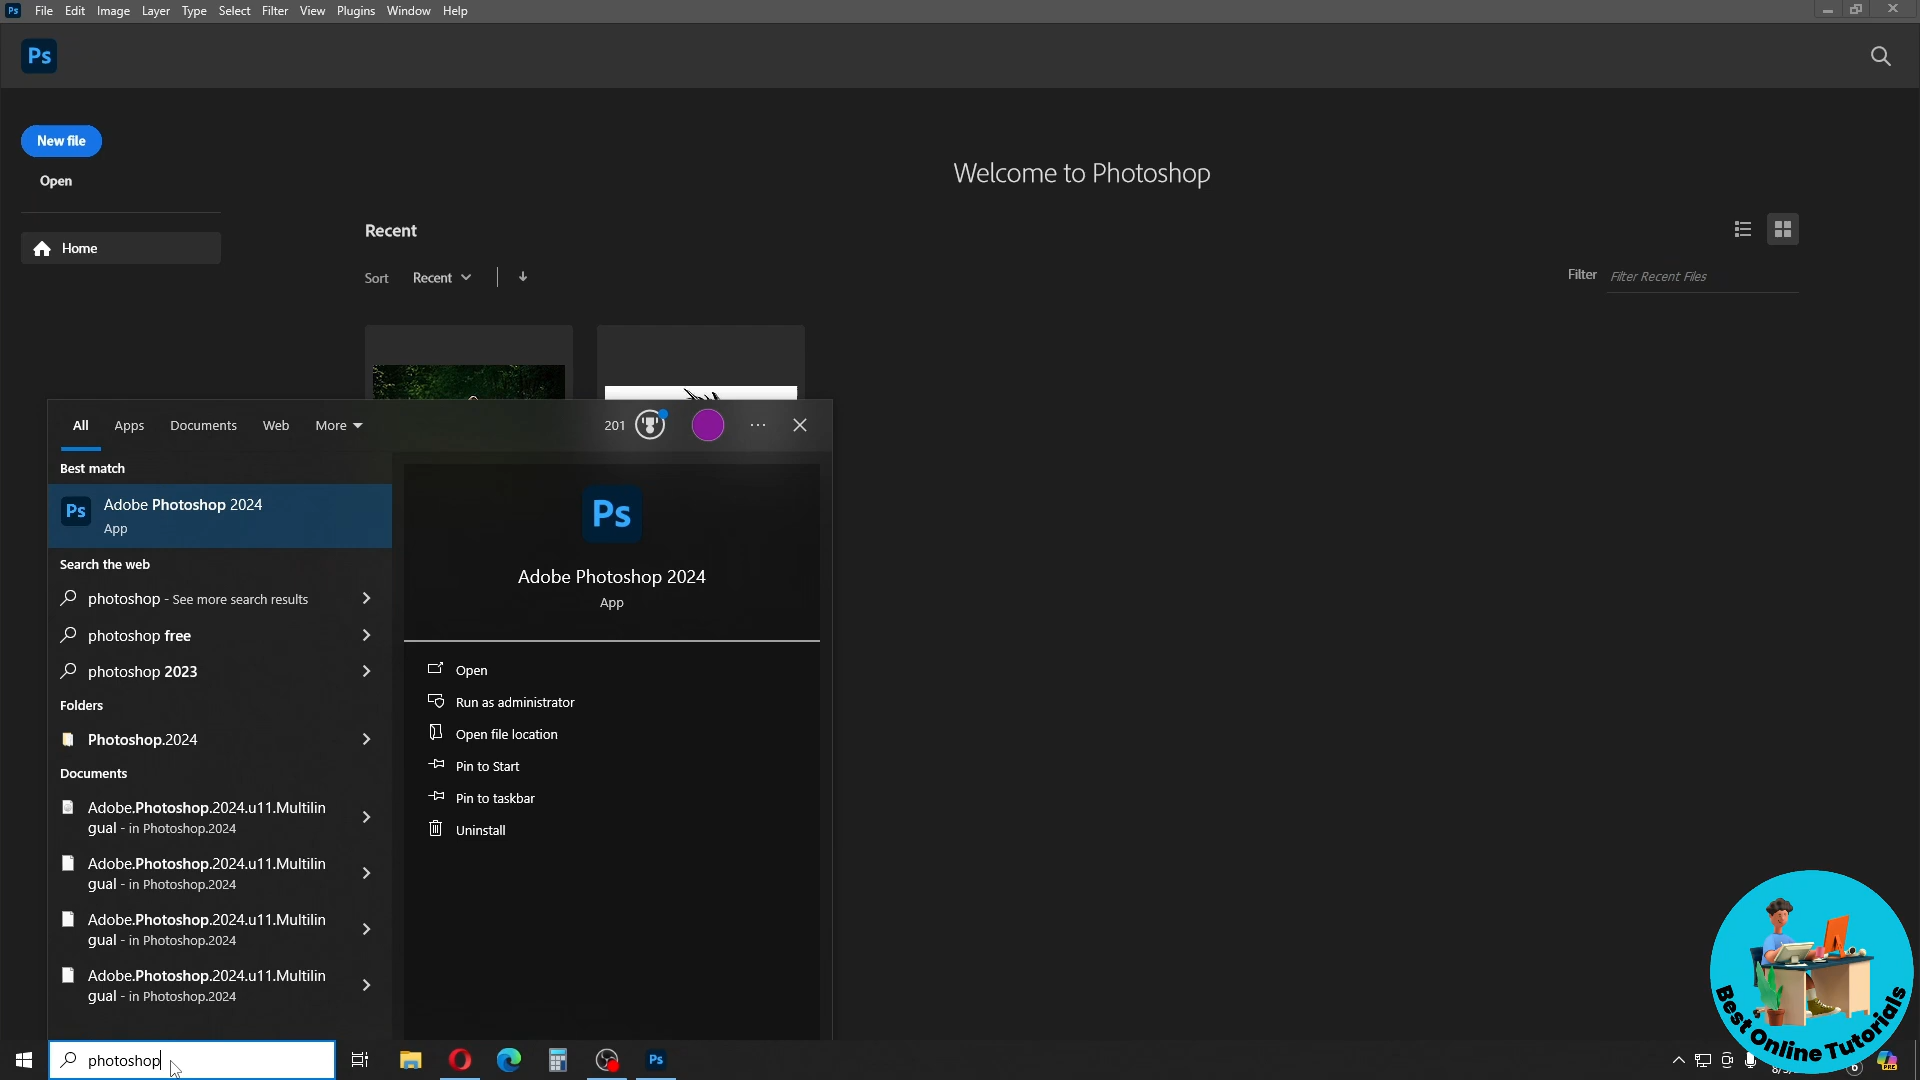 Ps File Edit Image Layer Type Select Filter View Plugins Window Help
Ps
New file
Open
Home
Welcome to Photoshop
Recent
Sort Recent
Filter Filter Recent Files
All Apps Documents Web More 201
Best match
Ps Adobe Photoshop 2024
App
Search the web
photoshop - See more search results
photoshop free
photoshop 2023
Folders
Photoshop.2024
Documents
Adobe.Photoshop.2024.u11.Multilin
gual - in Photoshop.2024
Adobe.Photoshop.2024.u11.Multilin
gual - in Photoshop.2024
Adobe.Photoshop.2024.u11.Multilin
gual - in Photoshop.2024
Adobe.Photoshop.2024.u11.Multilin
gual - in Photoshop.2024
Ps
Adobe Photoshop 2024
App
Open
Run as administrator
Open file location
Pin to Start
Pin to taskbar
Uninstall
photoshop
Ps
Best Online Tutorials
6
PRE